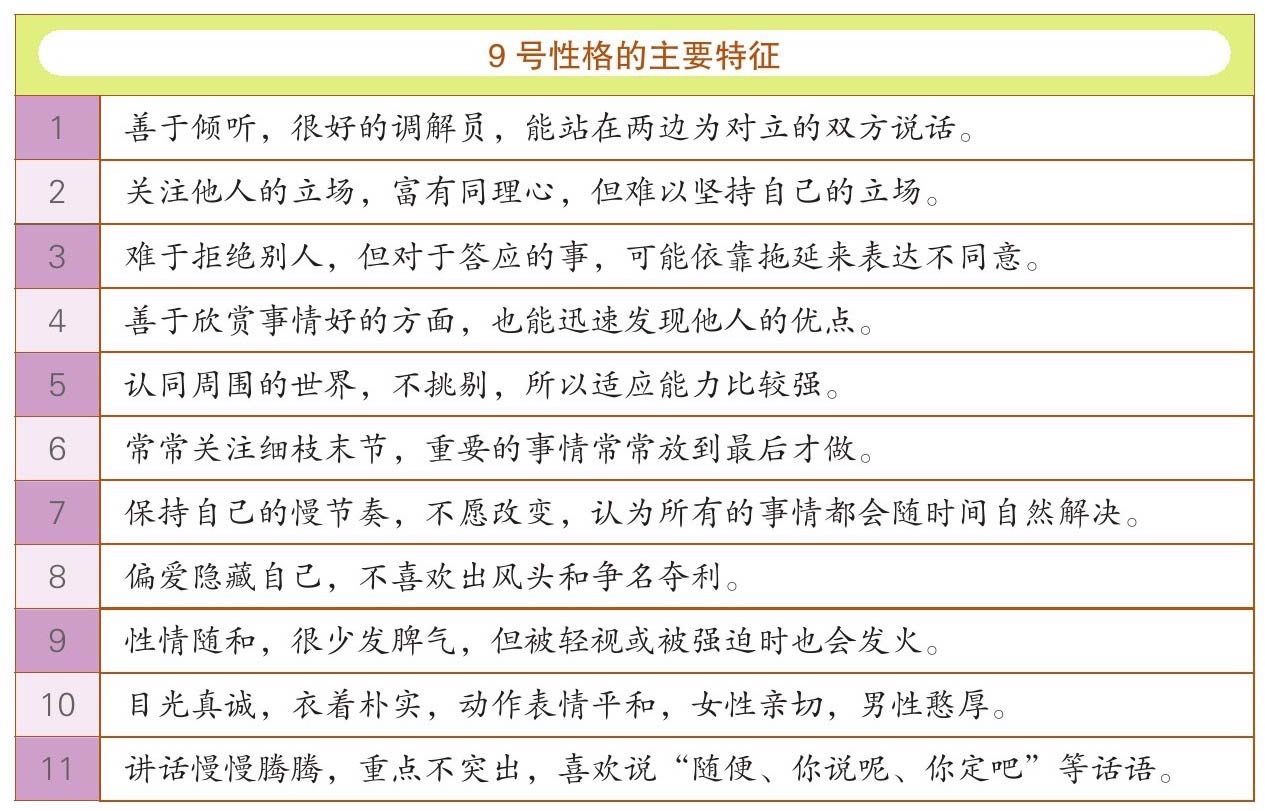 9 号性格的主要特征
1 善于倾听，很好的调解员，能站在两边为对立的双方说话。
2 关注他人的立场，富有同理心，但难以坚持自己的立场。
3 难于拒绝别人，但对于答应的事，可能依靠拖延来表达不同意。
4 善于欣赏事情好的方面，也能迅速发现他人的优点。
5 认同周围的世界，不挑剔，所以适应能力比较强。
6 常常关注细枝末节，重要的事情常常放到最后才做。
7 保持自己的慢节奏，不愿改变，认为所有的事情都会随时间自然解决。
8 偏爱隐藏自己，不喜欢出风头和争名夺利。
9 性情随和，很少发脾气，但被轻视或被强迫时也会发火。
10 目光真诚，衣着朴实，动作表情平和，女性亲切，男性憨厚。
11 讲话慢慢腾腾，重点不突出，喜欢说“随便、你说呢、你定吧”等话语。